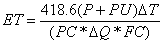 ET = 418.6(P + PU)ΔT / (PC*ΔQ*FC)